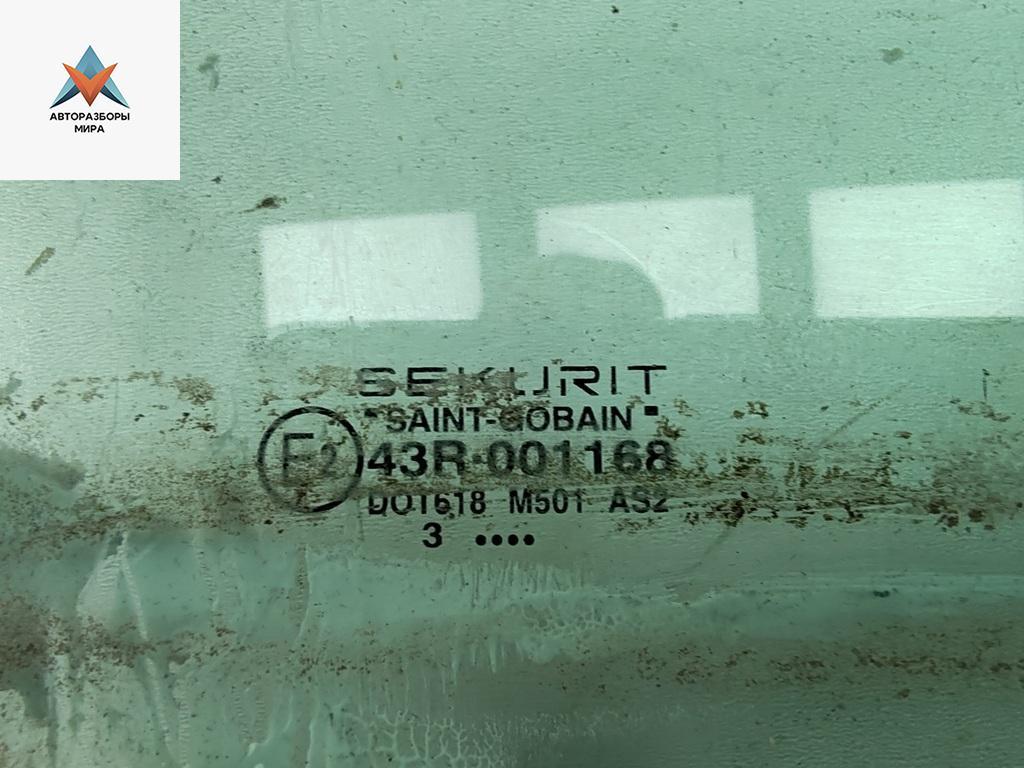 АВТОРАЗБОРЫ
МИРА
SEKURIT
SAINT-GOBAIN
E2 43R-001168
DOT618 M501 AS2
3 ••••